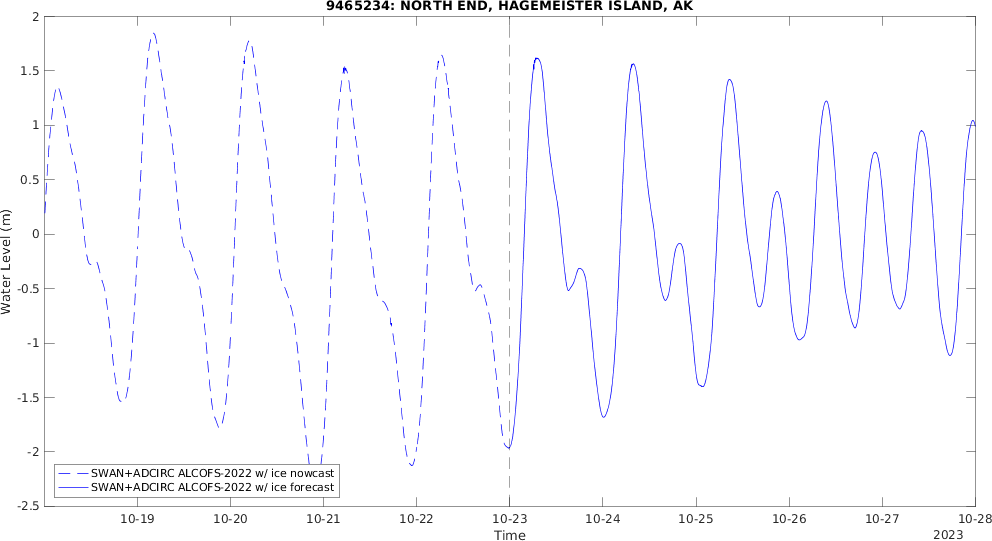 9465234: NORTH END, HAGEMEISTER ISLAND, AK
2
1.5
1
0.5
0
-0.5
-1
-1.5
-2
-2.5
Water Level (m)
SWAN+ADCIRC ALCOFS-2022 w/ ice nowcast
SWAN+ADCIRC ALCOFS-2022 w/ ice forecast
10-19 10-20 10-21 10-22 10-23 10-24 10-25 10-26 10-27 10-28
Time
2023